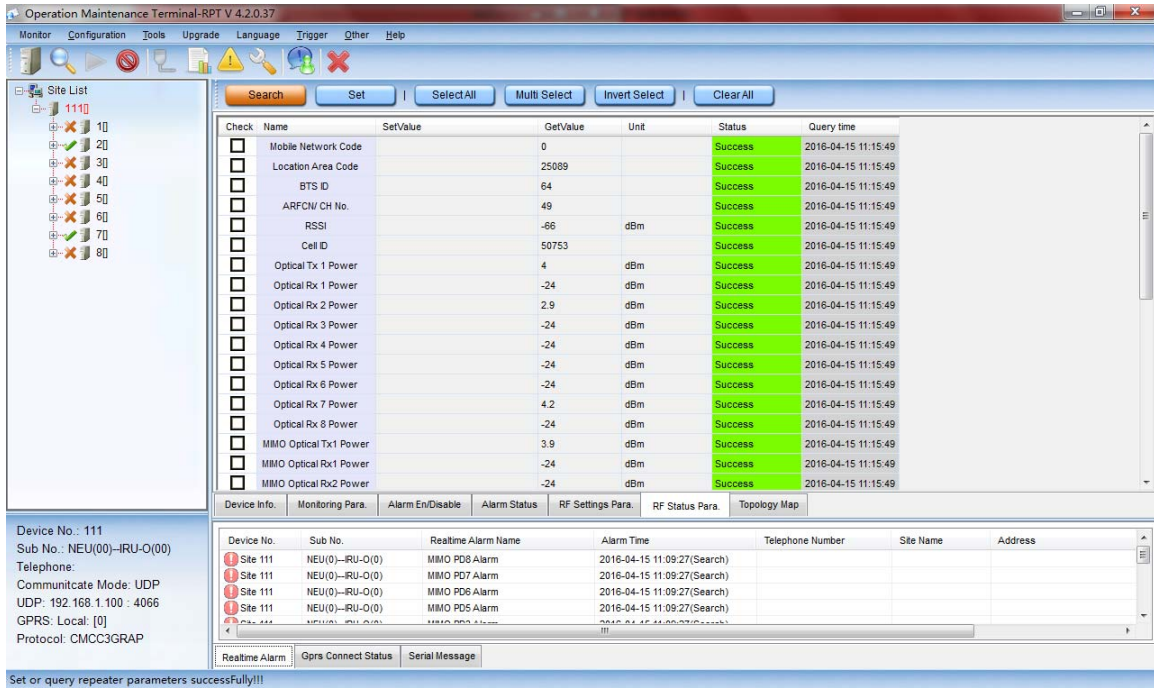 Operation Maintenance Terminal-RPT V 4.2.0.37
Monitor Configuration Tools Upgrade Language Trigger Other Help
Site List
111[]
1[]
2[]
3[]
4[]
5[]
6[]
7[]
8[]
Search Set | Select All Multi Select Invert Select | Clear All
Check Name SetValue GetValue Unit Status Query time
Mobile Network Code 0 Success 2016-04-15 11:15:49
Location Area Code 25089 Success 2016-04-15 11:15:49
BTS ID 64 Success 2016-04-15 11:15:49
ARFCN/ CH No. 49 Success 2016-04-15 11:15:49
RSSI -66 dBm Success 2016-04-15 11:15:49
Cell ID 50753 Success 2016-04-15 11:15:49
Optical Tx 1 Power 4 dBm Success 2016-04-15 11:15:49
Optical Rx 1 Power -24 dBm Success 2016-04-15 11:15:49
Optical Rx 2 Power 2.9 dBm Success 2016-04-15 11:15:49
Optical Rx 3 Power -24 dBm Success 2016-04-15 11:15:49
Optical Rx 4 Power -24 dBm Success 2016-04-15 11:15:49
Optical Rx 5 Power -24 dBm Success 2016-04-15 11:15:49
Optical Rx 6 Power -24 dBm Success 2016-04-15 11:15:49
Optical Rx 7 Power 4.2 dBm Success 2016-04-15 11:15:49
Optical Rx 8 Power -24 dBm Success 2016-04-15 11:15:49
MIMO Optical Tx1 Power 3.9 dBm Success 2016-04-15 11:15:49
MIMO Optical Rx1 Power -24 dBm Success 2016-04-15 11:15:49
MIMO Optical Rx2 Power -24 dBm Success 2016-04-15 11:15:49
Device Info. Monitoring Para. Alarm En/Disable Alarm Status RF Settings Para. RF Status Para. Topology Map
Device No.: 111
Sub No.: NEU(00)--IRU-O(00)
Telephone:
Communitcate Mode: UDP
UDP: 192.168.1.100 : 4066
GPRS: Local: [0]
Protocol: CMCC3GRAP
Device No. Sub No. Realtime Alarm Name Alarm Time Telephone Number Site Name Address
Site 111 NEU(0)--IRU-O(0) MIMO PD8 Alarm 2016-04-15 11:09:27(Search)
Site 111 NEU(0)--IRU-O(0) MIMO PD7 Alarm 2016-04-15 11:09:27(Search)
Site 111 NEU(0)--IRU-O(0) MIMO PD6 Alarm 2016-04-15 11:09:27(Search)
Site 111 NEU(0)--IRU-O(0) MIMO PD5 Alarm 2016-04-15 11:09:27(Search)
Realtime Alarm Gprs Connect Status Serial Message
Set or query repeater parameters succesFully!!!